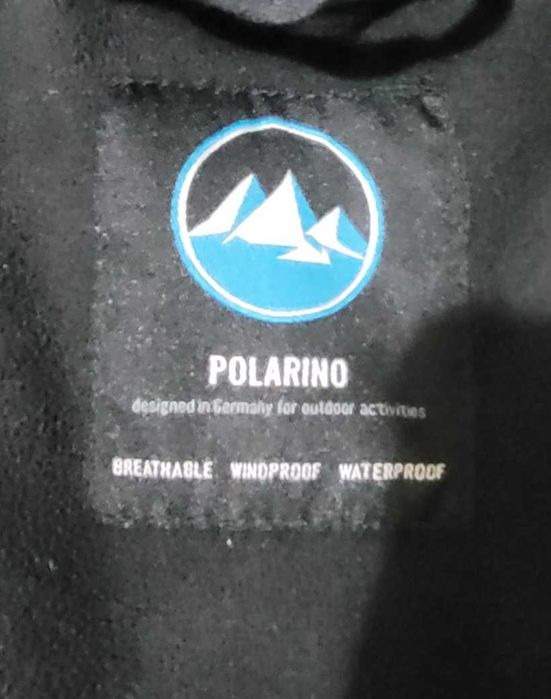 POLARINO
designed in Germany for outdoor activities
BREATHABLE WINDPROOF WATERPROOF